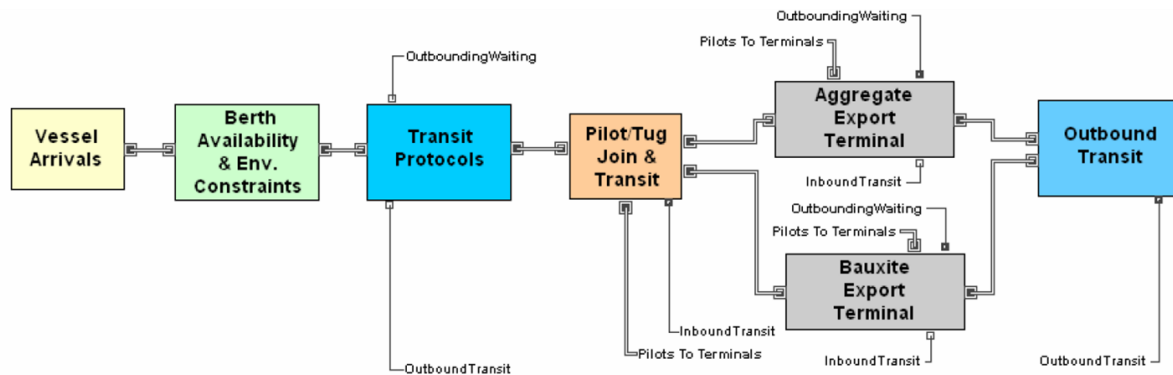 OutboundingWaiting
Pilots To Terminals
OutboundingWaiting
Vessel
Arrivals
Berth
Availability
& Env.
Constraints
Transit
Protocols
Pilot/Tug
Join &
Transit
Aggregate
Export
Terminal
Outbound
Transit
InboundTransit
OutboundingWaiting
Pilots To Terminals
Bauxite
Export
Terminal
InboundTransit
Pilots To Terminals
OutboundTransit
InboundTransit
OutboundTransit